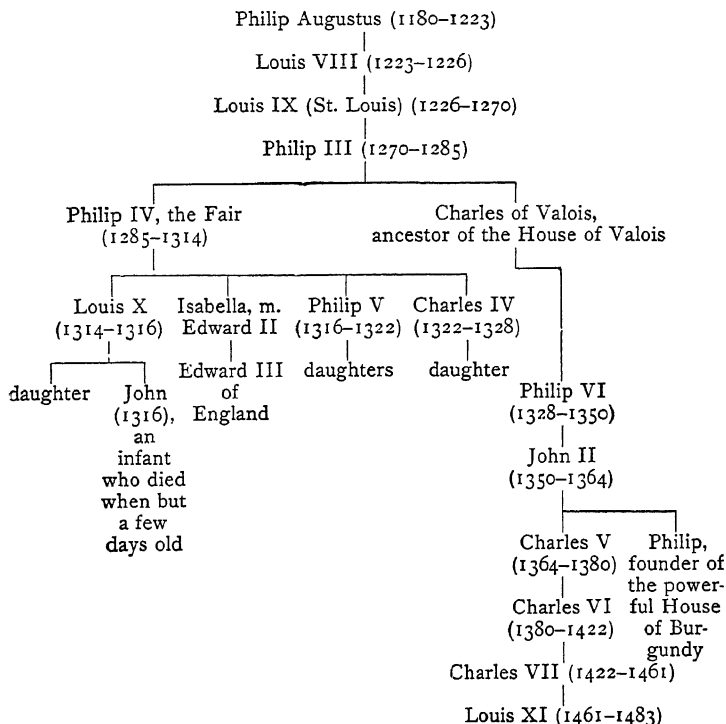 Philip Augustus (1180–1223)
Louis VIII (1223–1226)
Louis IX (St. Louis) (1226–1270)
Philip III (1270–1285)
Philip IV, the Fair
(1285–1314)
Charles of Valois,
ancestor of the House of Valois
Louis X
(1314–1316)
Isabella, m.
Edward II
Philip V
(1316–1322)
Charles IV
(1322–1328)
daughter
John
(1316),
an
infant
who died
when but
a few
days old
Edward III
of
England
daughters
daughter
Philip VI
(1328–1350)
John II
(1350–1364)
Charles V
(1364–1380)
Philip,
founder of
the power-
ful House
of Bur-
gundy
Charles VI
(1380–1422)
Charles VII (1422–1461)
Louis XI (1461–1483)